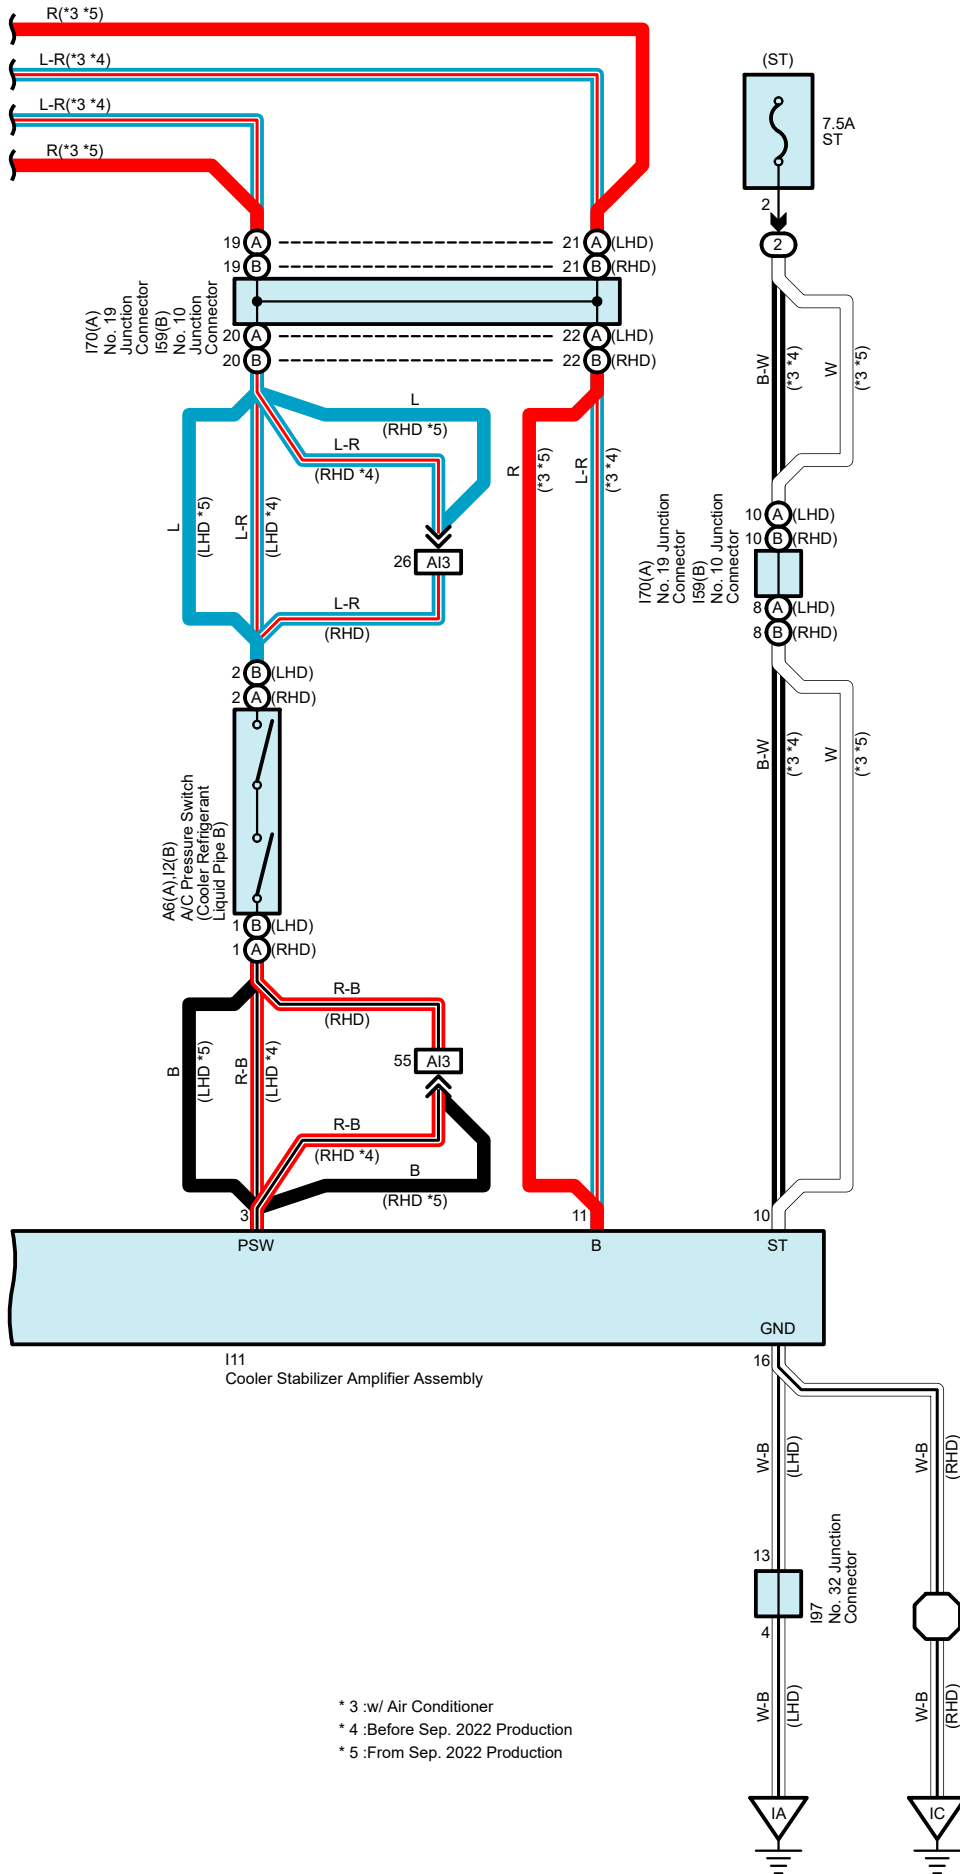 R(*3 *5)
L-R(*3 *4)
L-R(*3 *4)
R(*3 *5)
(ST)
7.5A
ST
2
2
19 A
21 A (LHD)
19 B
21 B (RHD)
I70(A)
No. 19
Junction
Connector
I59(B)
No. 10
Junction
Connector
20 A
22 A (LHD)
20 B
22 B (RHD)
L
(RHD *5)
L-R
(RHD *4)
L
(LHD *5)
L-R
(LHD *4)
R
(*3 *5)
L-R
(*3 *4)
B-W
(*3 *4)
W
(*3 *5)
26 AI3
L-R
(RHD)
I70(A)
No. 19 Junction
Connector
I59(B)
No. 10 Junction
Connector
10 A (LHD)
10 B (RHD)
8 A (LHD)
8 B (RHD)
2 B (LHD)
2 A (RHD)
A6(A),I2(B)
A/C Pressure Switch
(Cooler Refrigerant
Liquid Pipe B)
B-W
(*3 *4)
W
(*3 *5)
1 B (LHD)
1 A (RHD)
R-B
(RHD)
B
(LHD *5)
R-B
(LHD *4)
55 AI3
R-B
(RHD *4)
B
(RHD *5)
3
11
10
PSW
B
ST
GND
I11
Cooler Stabilizer Amplifier Assembly
16
W-B
(LHD)
W-B
(RHD)
13
I97
No. 32 Junction
Connector
4
W-B
(LHD)
W-B
(RHD)
* 3 :w/ Air Conditioner
* 4 :Before Sep. 2022 Production
* 5 :From Sep. 2022 Production
IA
IC